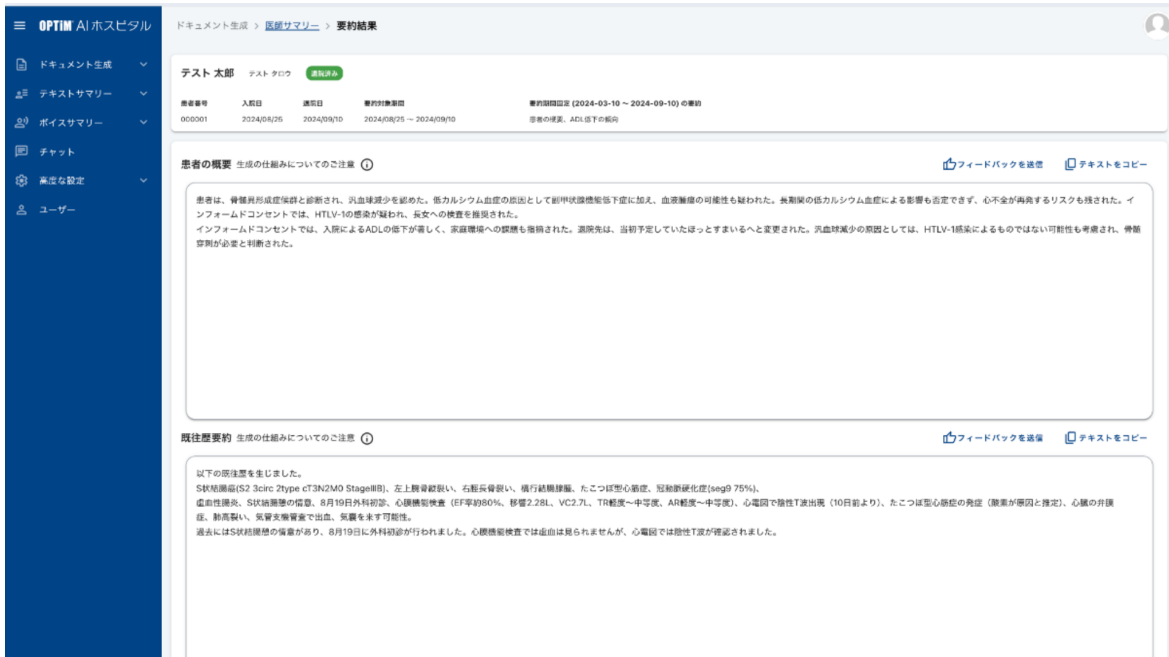 OPTiM AIホスピタル
ドキュメント生成
テキストサマリー
ボイスサマリー
チャット
高度な設定
ユーザー
ドキュメント生成 > 医師サマリー > 要約結果
テスト 太郎 テスト タロウ 退院済み
患者番号 入院日 退院日 要約対象期間 要約期間固定 (2024-03-10 ~ 2024-09-10) の要約
000001 2024/08/25 2024/09/10 2024/08/25 ~ 2024/09/10 患者の硬変、ADL低下の傾向
患者の概要 生成の仕組みについてのご注意 フィードバックを送信 テキストをコピー
患者は、骨髄異形成症候群と診断され、汎血球減少を認めた。低カルシウム血症の原因として副甲状腺機能低下症に加え、血液腫瘍の可能性も疑われた。長期間の低カルシウム血症による影響も否定できず、心不全が再発するリスクも残された。イ
ンフォームドコンセントでは、HTLV-1の感染が疑われ、長女への検査を推奨された。
インフォームドコンセントでは、入院によるADLの低下が著しく、家庭環境への課題も指摘された。退院先は、当初予定していたほっとすまいるへと変更された。汎血球減少の原因としては、HTLV-1感染によるものではない可能性も考慮され、骨髄
穿刺が必要と判断された。
既往歴要約 生成の仕組みについてのご注意 フィードバックを送信 テキストをコピー
以下の既往歴を生じました。
S状結腸癌(S2 3circ 2type cT3N2M0 StageⅢB)、左上腕骨骨裂い、右脛長骨裂い、横行結腸腺腫、たこつぼ型心筋症、冠動脈硬化症(seg9 75%)、
虚血性腸炎、S状結腸憩の情意、8月19日外科初診、心膜機能検査（EF卒約80%、移管2.28L、VC2.7L、TR軽度～中等度、AR軽度～中等度）、心電図で陰性T波出現（10日前より）、たこつぼ型心筋症の発症（酸素が原因と推定）、心臓の弁膜
症、肺高裂い、気管支喚管査で出血、気嚢を来す可能性。
過去にはS状結腸憩の情意があり、8月19日に外科初診が行われました。心膜機能検査では虚血は見られませんが、心電図では陰性T波が確認されました。